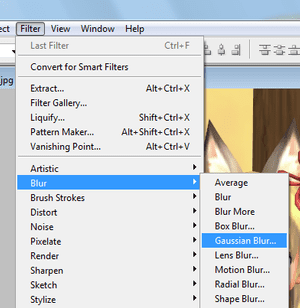 ct Filter View Window Help
Last Filter Ctrl+F
.jpg
Convert for Smart Filters
Extract... Alt+Ctrl+X
Filter Gallery...
Liquify... Shift+Ctrl+X
Pattern Maker... Alt+Shift+Ctrl+X
Vanishing Point... Alt+Ctrl+V
Artistic
Blur
Brush Strokes
Distort
Noise
Pixelate
Render
Sharpen
Sketch
Stylize
Average
Blur
Blur More
Box Blur...
Gaussian Blur...
Lens Blur...
Motion Blur...
Radial Blur...
Shape Blur...